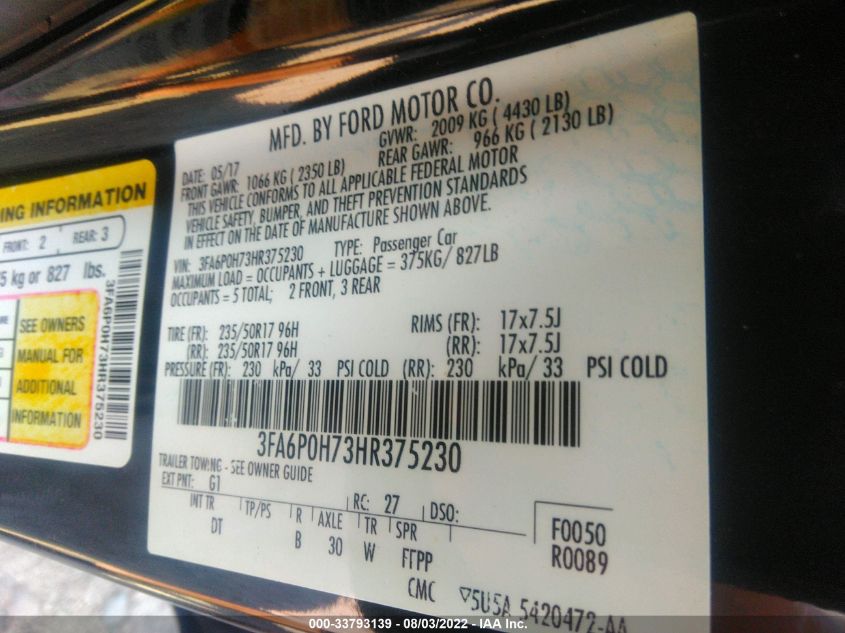 ING INFORMATION
FRONT: 2 REAR: 3
5 kg or 827 lbs.
SEE OWNERS
MANUAL FOR
ADDITIONAL
INFORMATION
3FA6P0H73HR375230
MFD. BY FORD MOTOR CO.
DATE: 05/17 GVWR: 2009 KG ( 4430 LB)
FRONT GAWR: 1066 KG ( 2350 LB) REAR GAWR: 966 KG ( 2130 LB)
THIS VEHICLE CONFORMS TO ALL APPLICABLE FEDERAL MOTOR
VEHICLE SAFETY, BUMPER, AND THEFT PREVENTION STANDARDS
IN EFFECT ON THE DATE OF MANUFACTURE SHOWN ABOVE.
VIN: 3FA6P0H73HR375230 TYPE: Passenger Car
MAXIMUM LOAD = OCCUPANTS + LUGGAGE = 375KG/ 827LB
OCCUPANTS = 5 TOTAL; 2 FRONT, 3 REAR
TIRE (FR): 235/50R17 96H RIMS (FR): 17x7.5J
(RR): 235/50R17 96H (RR): 17x7.5J
PRESSURE (FR): 230 kPa/ 33 PSI COLD (RR): 230 kPa/ 33 PSI COLD
3FA6P0H73HR375230
TRAILER TOWING - SEE OWNER GUIDE
EXT PNT: G1 RC: 27 DSO:
INT TR TP/PS R AXLE TR SPR
DT B 30 W FFPP
CMC
F0050
R0089
▽5U5A 5420472-AA
000-33793139 - 08/03/2022 - IAA Inc.